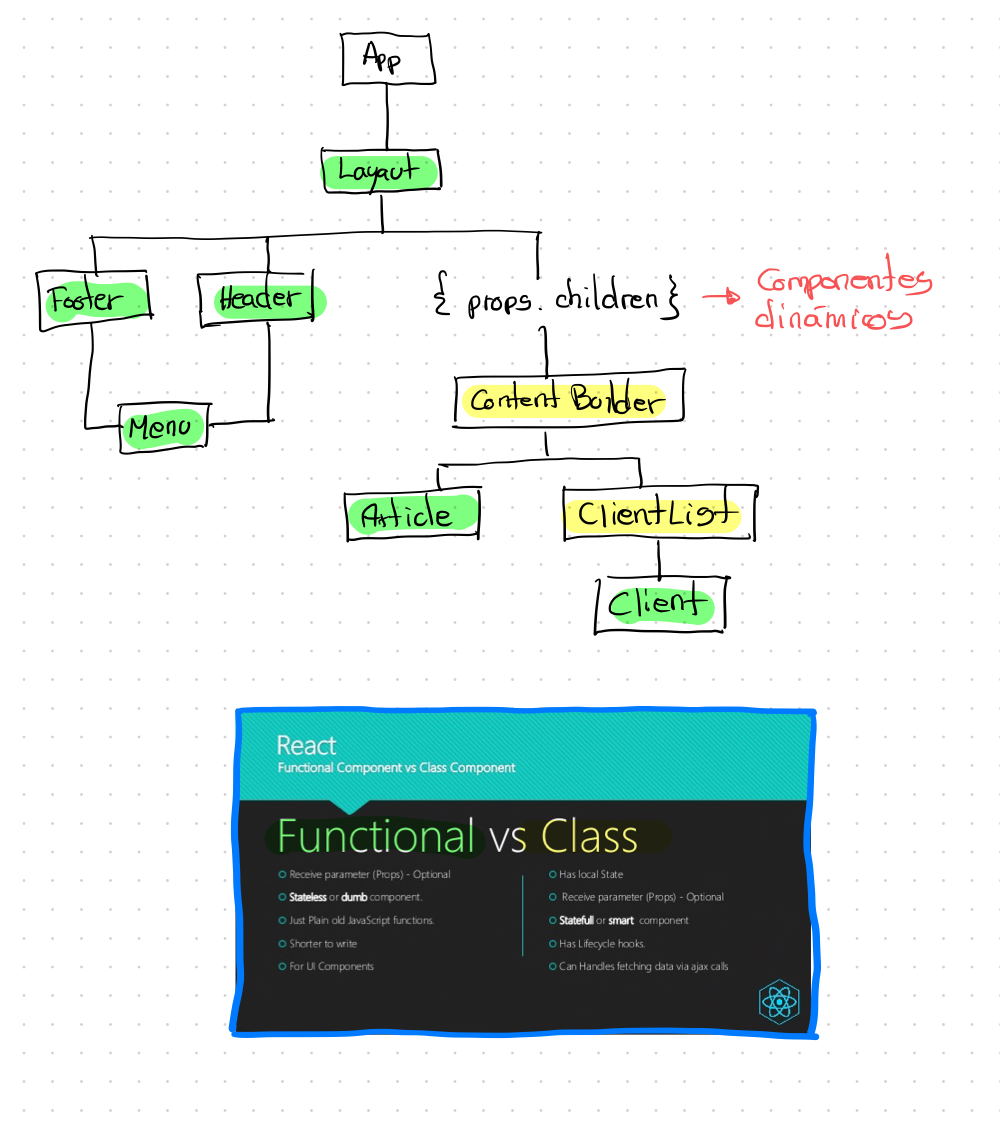 App
Layaut
Footer
Header
{ props. children }
Componentes
dinámicos
Content Builder
Menu
Article
ClientList
Client
React
Functional Component vs Class Component
Functional vs Class
Receive parameter (Props) - Optional
Stateless or dumb component.
Just Plain old JavaScript functions.
Shorter to write
For UI Components
Has local State
Receive parameter (Props) - Optional
Statefull or smart component
Has Lifecycle hooks.
Can Handles fetching data via ajax calls